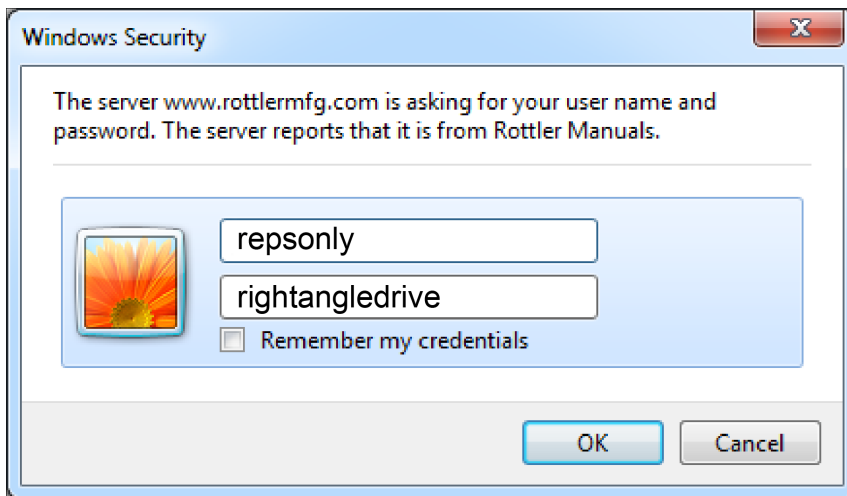 Windows Security
The server www.rottlermfg.com is asking for your user name and
password. The server reports that it is from Rottler Manuals.
repsonly
rightangledrive
Remember my credentials
OK
Cancel